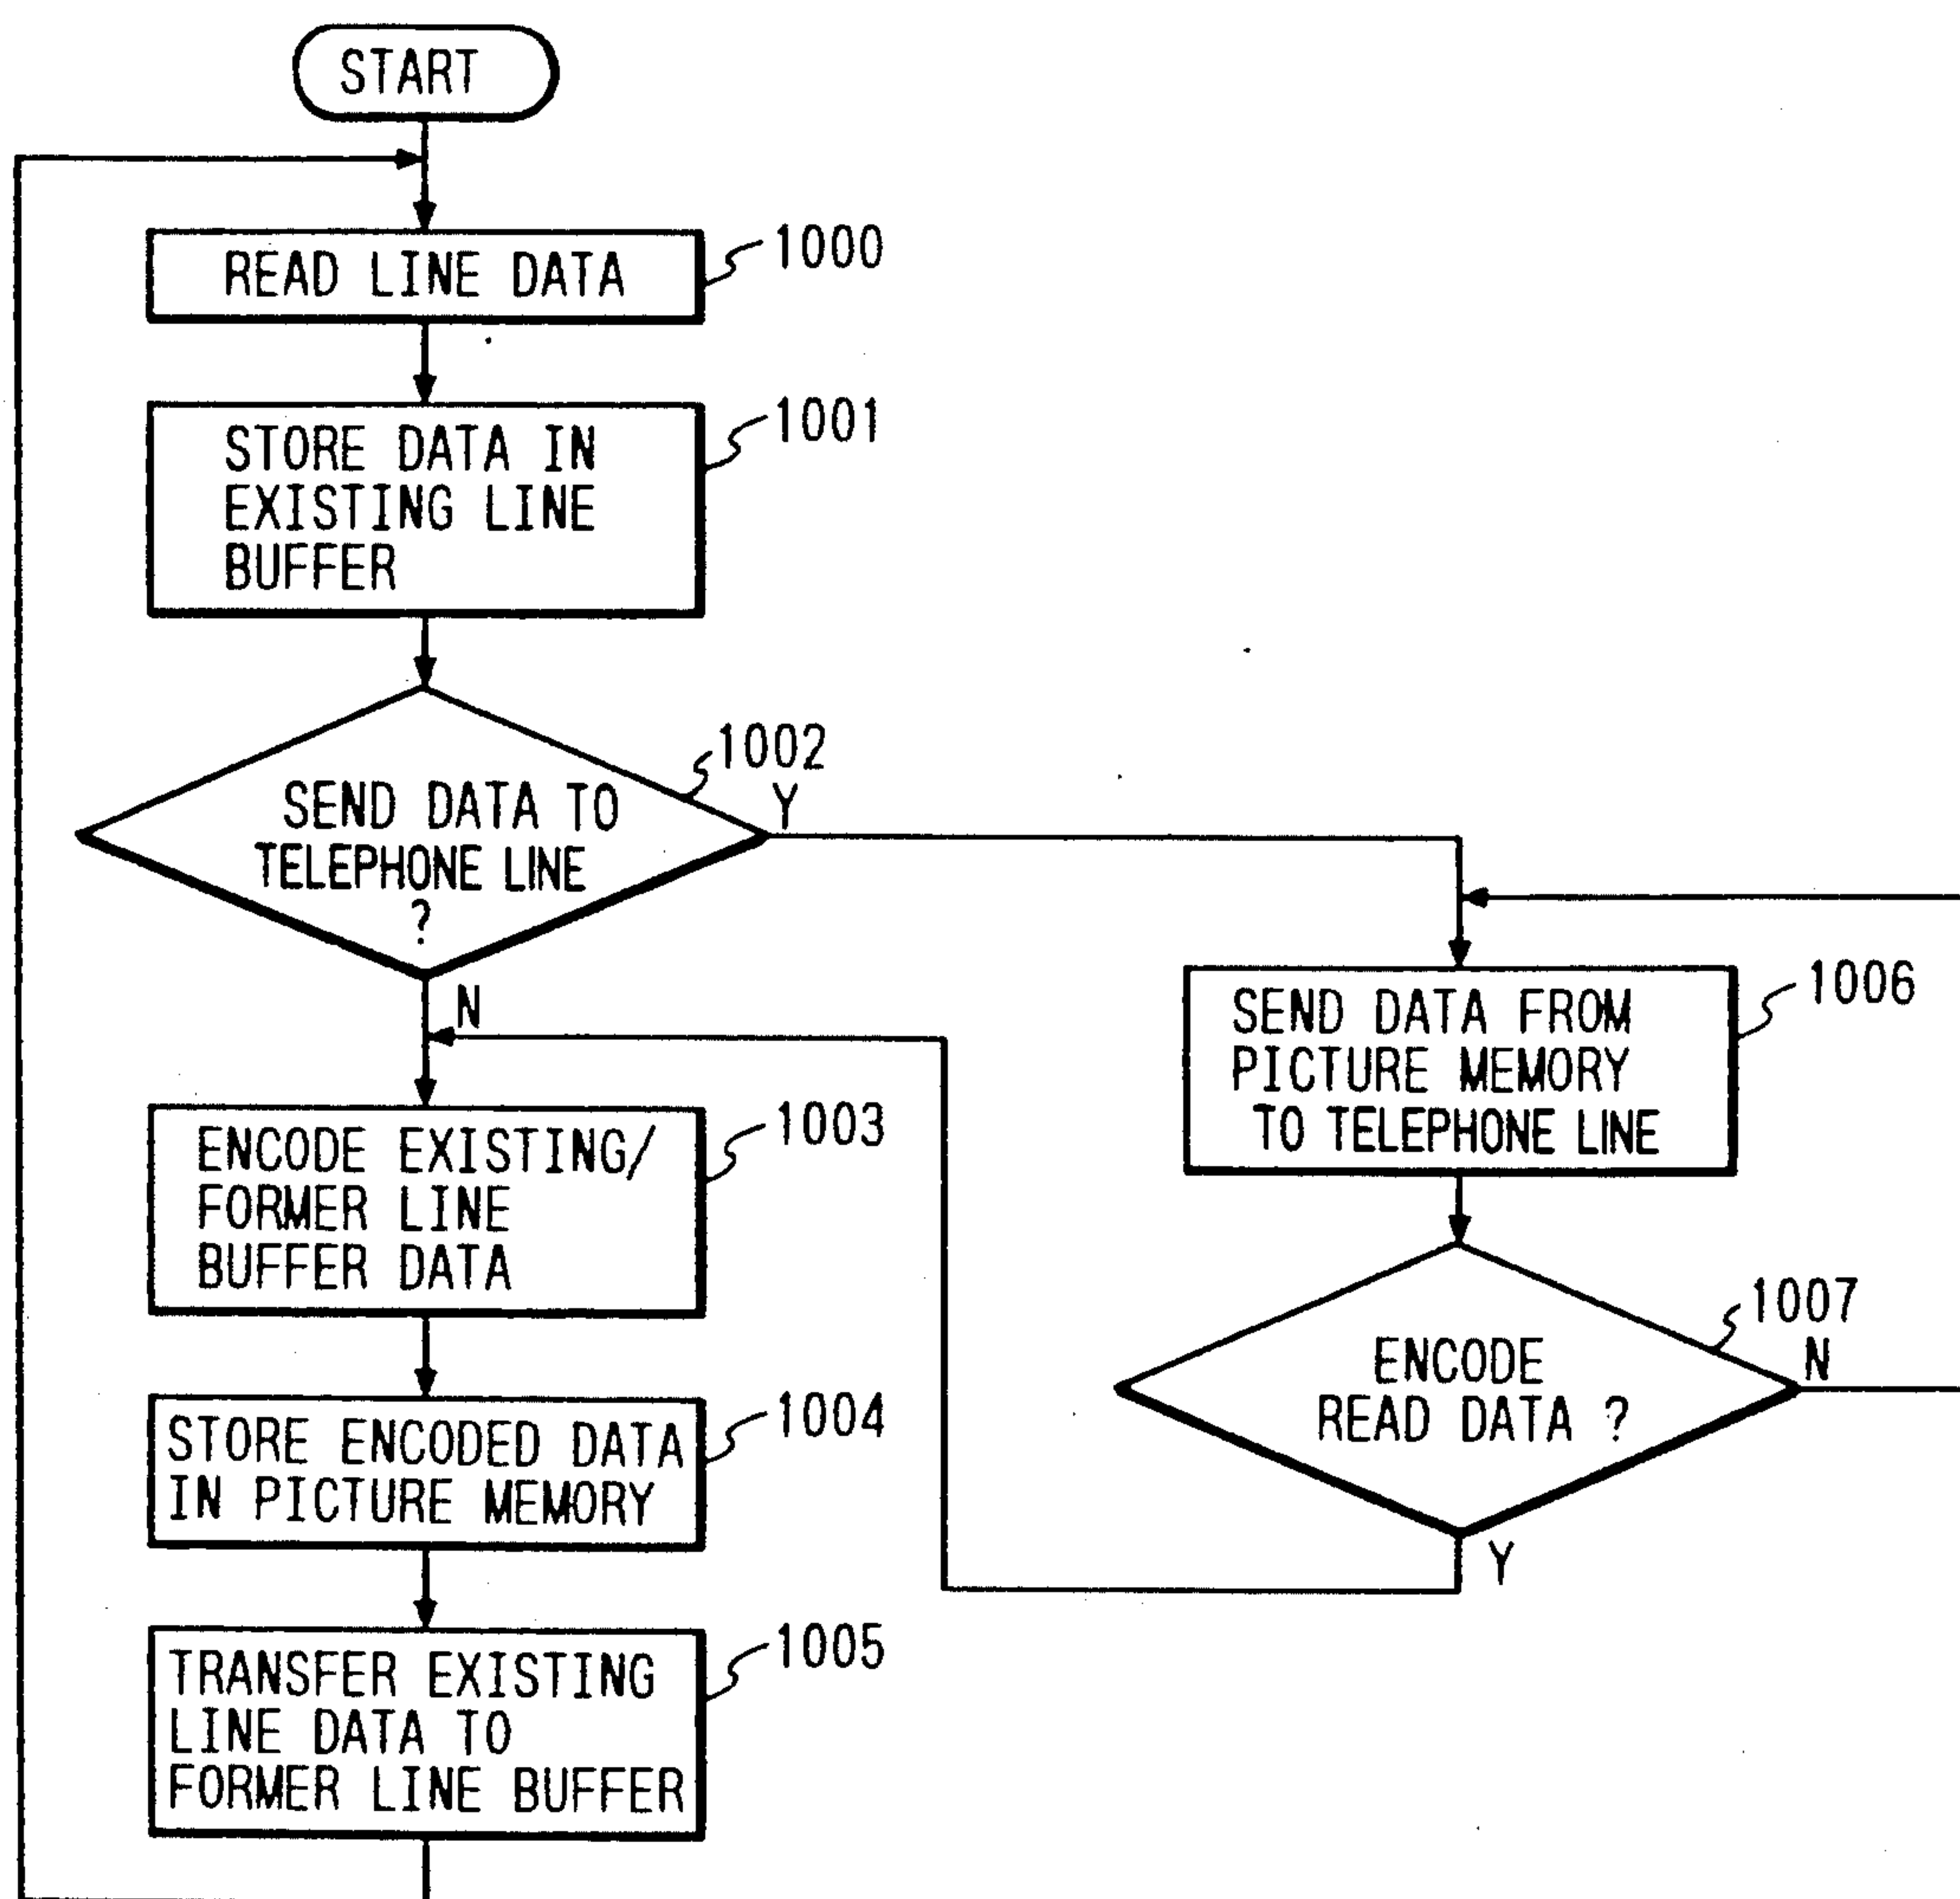 START
READ LINE DATA
1000
STORE DATA IN
EXISTING LINE
BUFFER
1001
SEND DATA TO
TELEPHONE LINE
?
1002
Y
N
ENCODE EXISTING/
FORMER LINE
BUFFER DATA
1003
STORE ENCODED DATA
IN PICTURE MEMORY
1004
TRANSFER EXISTING
LINE DATA TO
FORMER LINE BUFFER
1005
SEND DATA FROM
PICTURE MEMORY
TO TELEPHONE LINE
1006
ENCODE
READ DATA ?
1007
N
Y